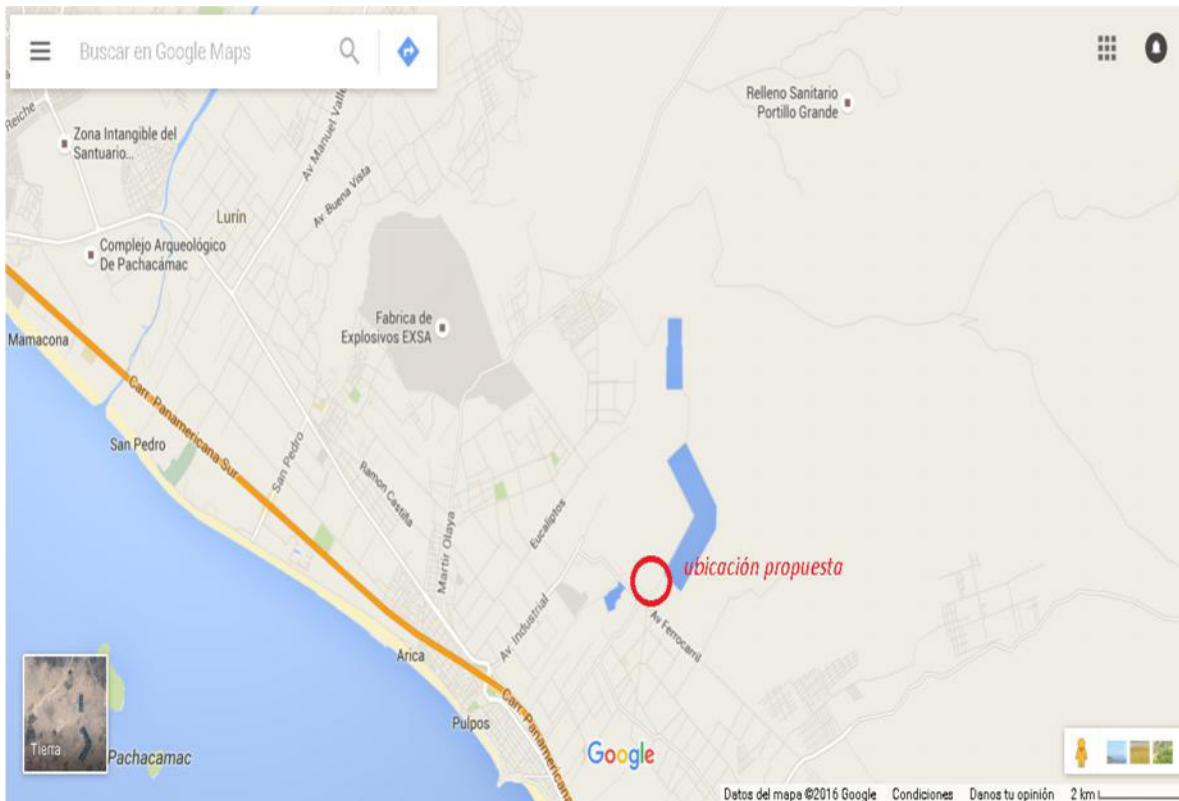 Buscar en Google Maps
Reiche
Zona Intangible del
Santuario...
Av. Manuel Valle
Av. Buena Vista
Relleno Sanitario
Portillo Grande
Lurín
Complejo Arqueológico
De Pachacámac
Fabrica de
Explosivos EXSA
Mamacona
Carr. Panamericana Sur
San Pedro
San Pedro
Ramon Castilla
Martir Olaya
Eucaliptos
Av. Industrial
ubicación propuesta
Av Ferrocarril
Arica
Carr. Panamericana
Pulpos
Tierra
Pachacamac
Google
Datos del mapa ©2016 Google Condiciones Danos tu opinión 2 km